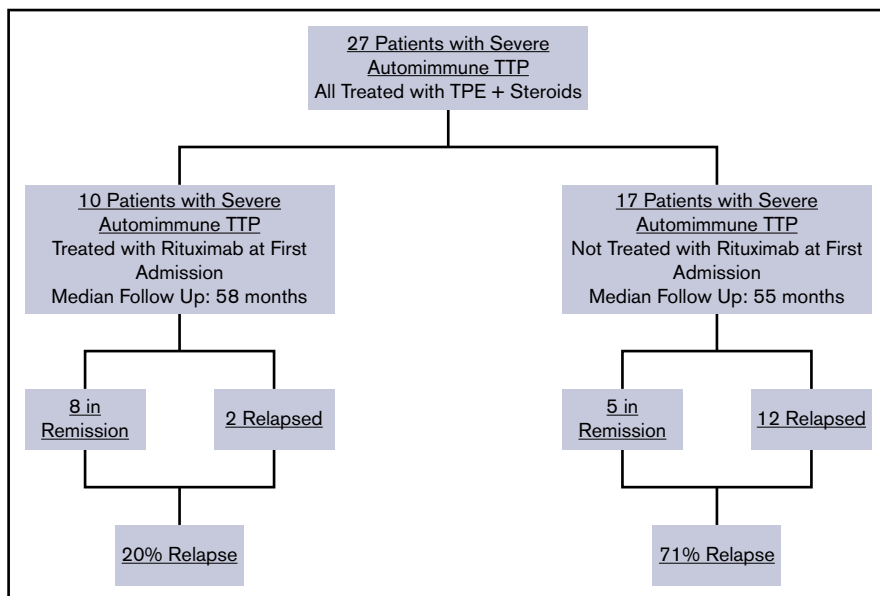 27 Patients with Severe
Automimmune TTP
All Treated with TPE + Steroids
10 Patients with Severe
Automimmune TTP
Treated with Rituximab at First
Admission
Median Follow Up: 58 months
17 Patients with Severe
Automimmune TTP
Not Treated with Rituximab at First
Admission
Median Follow Up: 55 months
8 in
Remission
2 Relapsed
5 in
Remission
12 Relapsed
20% Relapse
71% Relapse